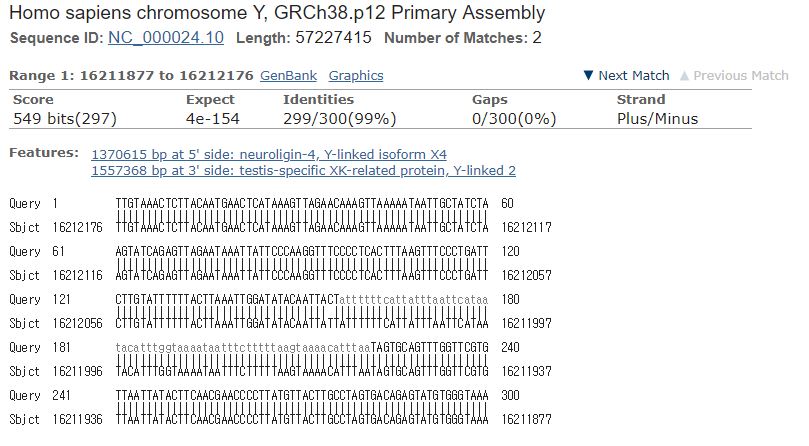 Homo sapiens chromosome Y, GRCh38.p12 Primary Assembly
Sequence ID: NC_000024.10 Length: 57227415 Number of Matches: 2
Range 1: 16211877 to 16212176 GenBank Graphics ▼ Next Match ▲ Previous Match
Score Expect Identities Gaps Strand
549 bits(297) 4e-154 299/300(99%) 0/300(0%) Plus/Minus
Features: 1370615 bp at 5' side: neuroligin-4, Y-linked isoform X4
1557368 bp at 3' side: testis-specific XK-related protein, Y-linked 2
Query 1 TTGTAAACTCTTACAATGAACTCATAAAGTTAGAACAAAGTTAAAAATAATTGCTATCTA 60
Sbjct 16212176 TTGTAAACTCTTACAATGAACTCATAAAGTTAGAACAAAGTTAAAAATAATTGCTATCTA 16212117
Query 61 AGTATCAGAGTTAGAATAAATTATTCCCAAGGTTTCCCCTCACTTTAAGTTTCCCTGATT 120
Sbjct 16212116 AGTATCAGAGTTAGAATAAATTATTCCCAAGGTTTCCCCTCACTTTAAGTTTCCCTGATT 16212057
Query 121 CTTGTATTTTTTACTTAAATTGGATATACAATTACTattttttcattatttaattcataa 180
Sbjct 16212056 CTTGTATTTTTTACTTAAATTGGATATACAATTATTATTTTTTCATTATTTAATTCATAA 16211997
Query 181 tacatttggtaaaataatttctttttaagtaaaacatttaaTAGTGCAGTTTGGTTCGTG 240
Sbjct 16211996 TACATTTGGTAAAATAATTTCTTTTTAAGTAAAACATTTAATAGTGCAGTTTGGTTCGTG 16211937
Query 241 TTAATTATACTTCAACGAACCCCTTATGTTACTTGCCTAGTGACAGAGTATGTGGGTAAA 300
Sbjct 16211936 TTAATTATACTTCAACGAACCCCTTATGTTACTTGCCTAGTGACAGAGTATGTGGGTAAA 16211877